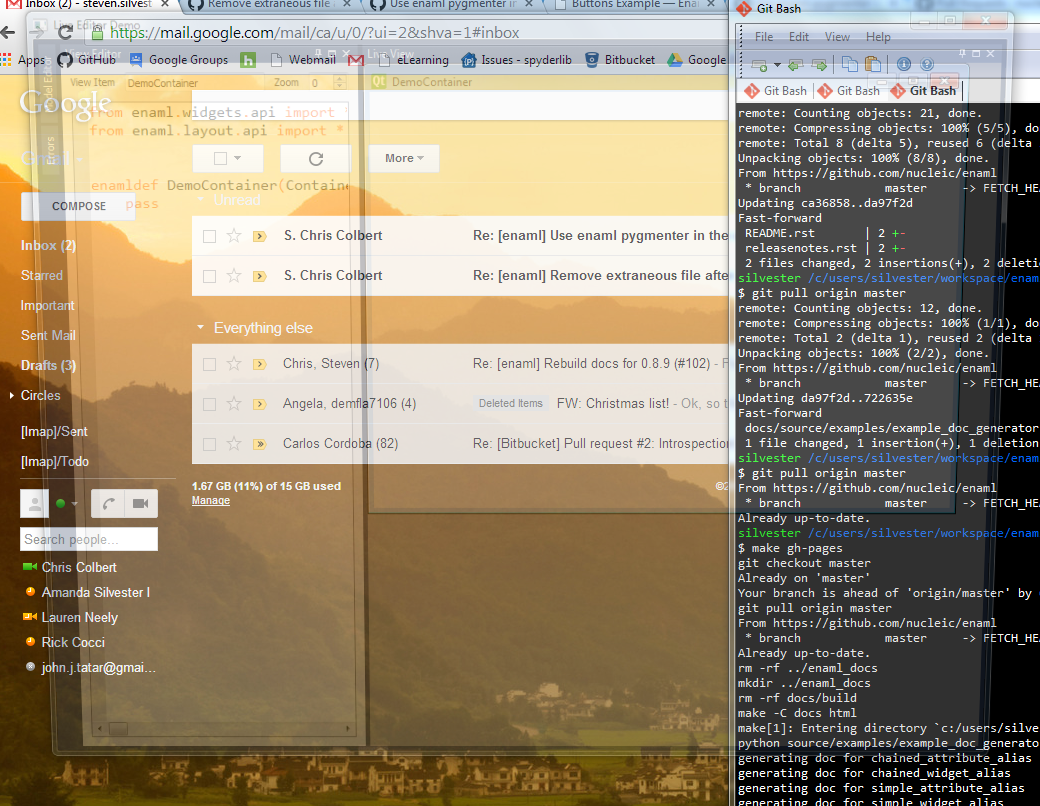 Inbox (2) - steven.silvest
Remove extraneous file
Use enaml pygmenter i
Buttons Example — Ena
Live Editor Demo
https://mail.google.com/mail/ca/u/0/?ui=2&shva=1#inbox
Apps
GitHub
Google Groups
Webmail
eLearning
Issues - spyderlib
Bitbucket
Google
View Item
DemoContainer
Zoom
0
DemoContainer
Live View
Model Editor
Errors
Google
from enaml.widgets.api import
from enaml.layout.api import *
enamldef DemoContainer(Containe
pass
More
COMPOSE
Inbox (2)
Starred
Important
Sent Mail
Drafts (3)
Circles
[Imap]/Sent
[Imap]/Todo
Search people...
Chris Colbert
Amanda Silvester I
Lauren Neely
Rick Cocci
john.j.tatar@gmai...
Unread
S. Chris Colbert Re: [enaml] Use enaml pygmenter in the
S. Chris Colbert Re: [enaml] Remove extraneous file afte
Everything else
Chris, Steven (7) Re: [enaml] Rebuild docs for 0.8.9 (#102) - F
Angela, demfla7106 (4) Deleted Items FW: Christmas list! - Ok, so t
Carlos Cordoba (82) Re: [Bitbucket] Pull request #2: Introspection
1.67 GB (11%) of 15 GB used
Manage
©2
Git Bash
File Edit View Help
Git Bash Git Bash Git Bash
remote: Counting objects: 21, done.
remote: Compressing objects: 100% (5/5), do
remote: Total 8 (delta 5), reused 6 (delta
Unpacking objects: 100% (8/8), done.
From https://github.com/nucleic/enaml
* branch master -> FETCH_HEA
Updating ca36858..da97f2d
Fast-forward
README.rst | 2 +-
releasenotes.rst | 2 +-
2 files changed, 2 insertions(+), 2 deleti
silvester /c/users/silvester/workspace/enam
$ git pull origin master
remote: Counting objects: 12, done.
remote: Compressing objects: 100% (1/1), do
remote: Total 2 (delta 1), reused 2 (delta
Unpacking objects: 100% (2/2), done.
From https://github.com/nucleic/enaml
* branch master -> FETCH_HEA
Updating da97f2d..722635e
Fast-forward
docs/source/examples/example_doc_generator
1 file changed, 1 insertion(+), 1 deletion
silvester /c/users/silvester/workspace/enam
$ git pull origin master
From https://github.com/nucleic/enaml
* branch master -> FETCH_HEA
Already up-to-date.
silvester /c/users/silvester/workspace/enam
$ make gh-pages
git checkout master
Already on 'master'
Your branch is ahead of 'origin/master' by
git pull origin master
From https://github.com/nucleic/enaml
* branch master -> FETCH_HEA
Already up-to-date.
rm -rf ../enaml_docs
mkdir ../enaml_docs
rm -rf docs/build
make -C docs html
make[1]: Entering directory `c:/users/silve
python source/examples/example_doc_generato
generating doc for chained_attribute_alias
generating doc for chained_widget_alias
generating doc for simple_attribute_alias
generating doc for simple_widget_alias